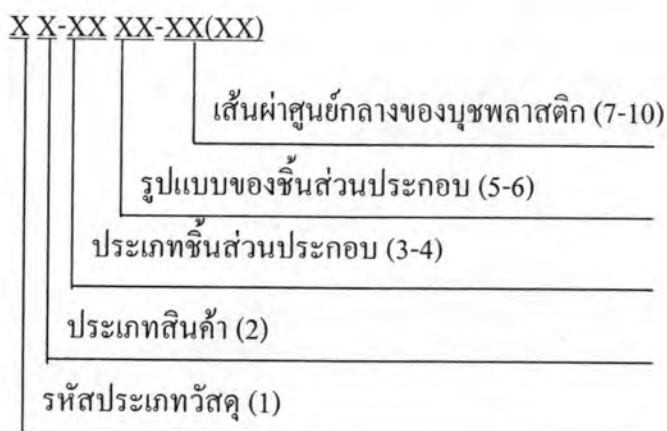 X X-XX XX-XX(XX)
เส้นผ่าศูนย์กลางของบุชพลาสติก (7-10)
รูปแบบของชิ้นส่วนประกอบ (5-6)
ประเภทชิ้นส่วนประกอบ (3-4)
ประเภทสินค้า (2)
รหัสประเภทวัสดุ (1)